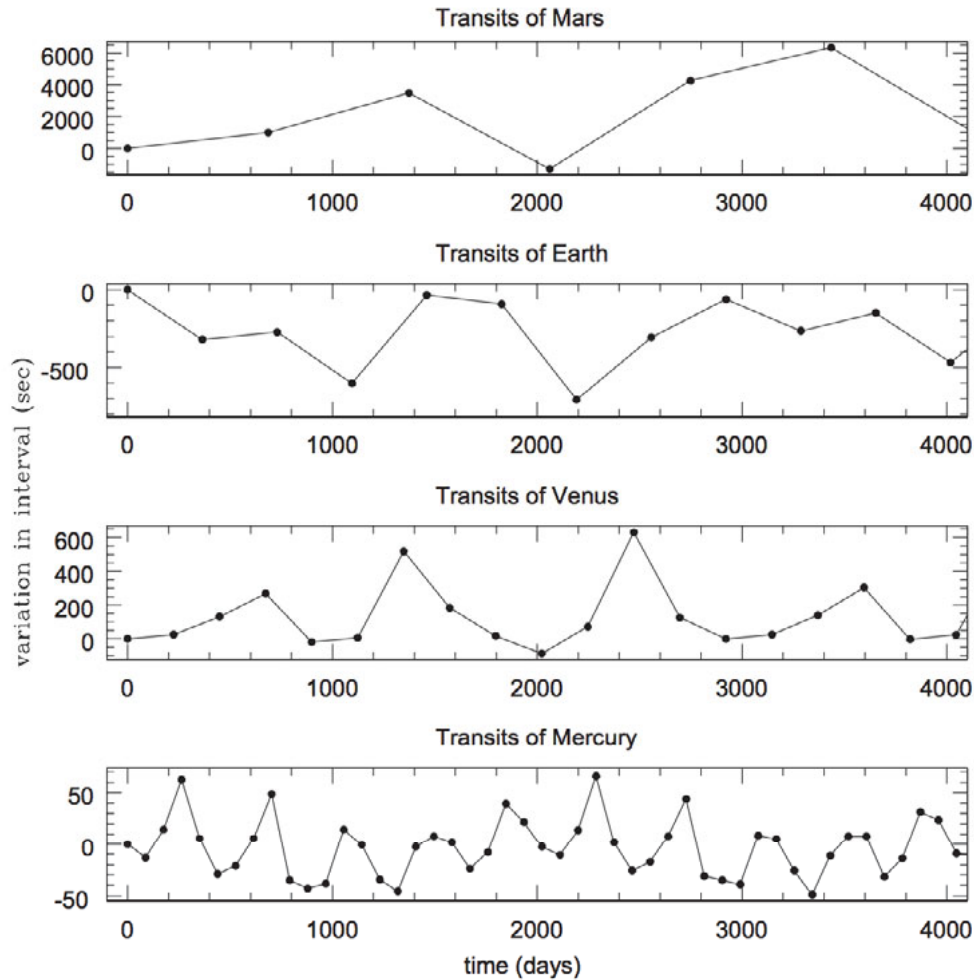 Transits of Mars
6000
4000
2000
0
0 1000 2000 3000 4000
Transits of Earth
0
-500
0 1000 2000 3000 4000
variation in interval (sec)
Transits of Venus
600
400
200
0
0 1000 2000 3000 4000
Transits of Mercury
50
0
-50
0 1000 2000 3000 4000
time (days)